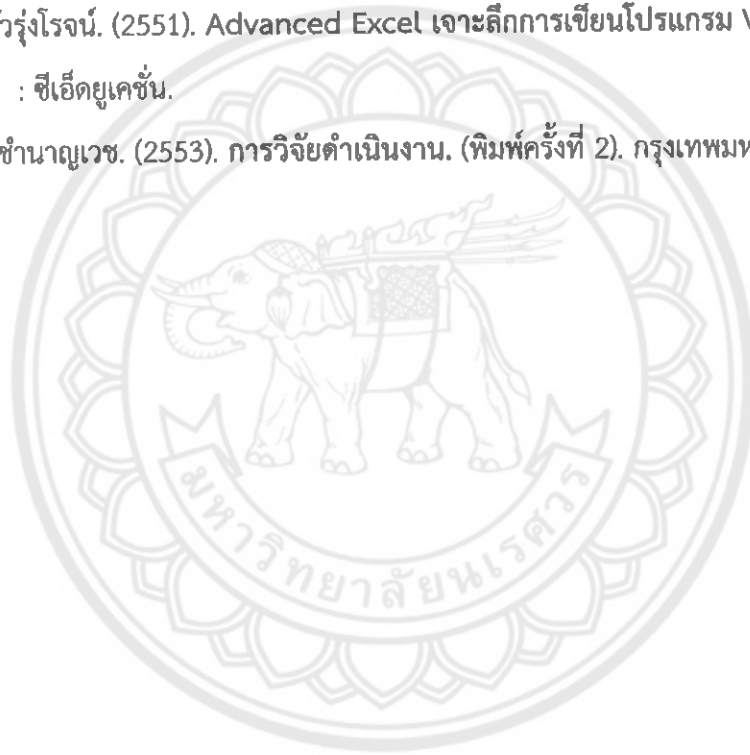 วรุ่งโรจน์. (2551). Advanced Excel เจาะลึกการเขียนโปรแกรม
: ซีเอ็ดยูเคชั่น.
ชำนาญเวช. (2553). การวิจัยดำเนินงาน. (พิมพ์ครั้งที่ 2). กรุงเทพมห
มหาวิทยาลัยนเรศวร